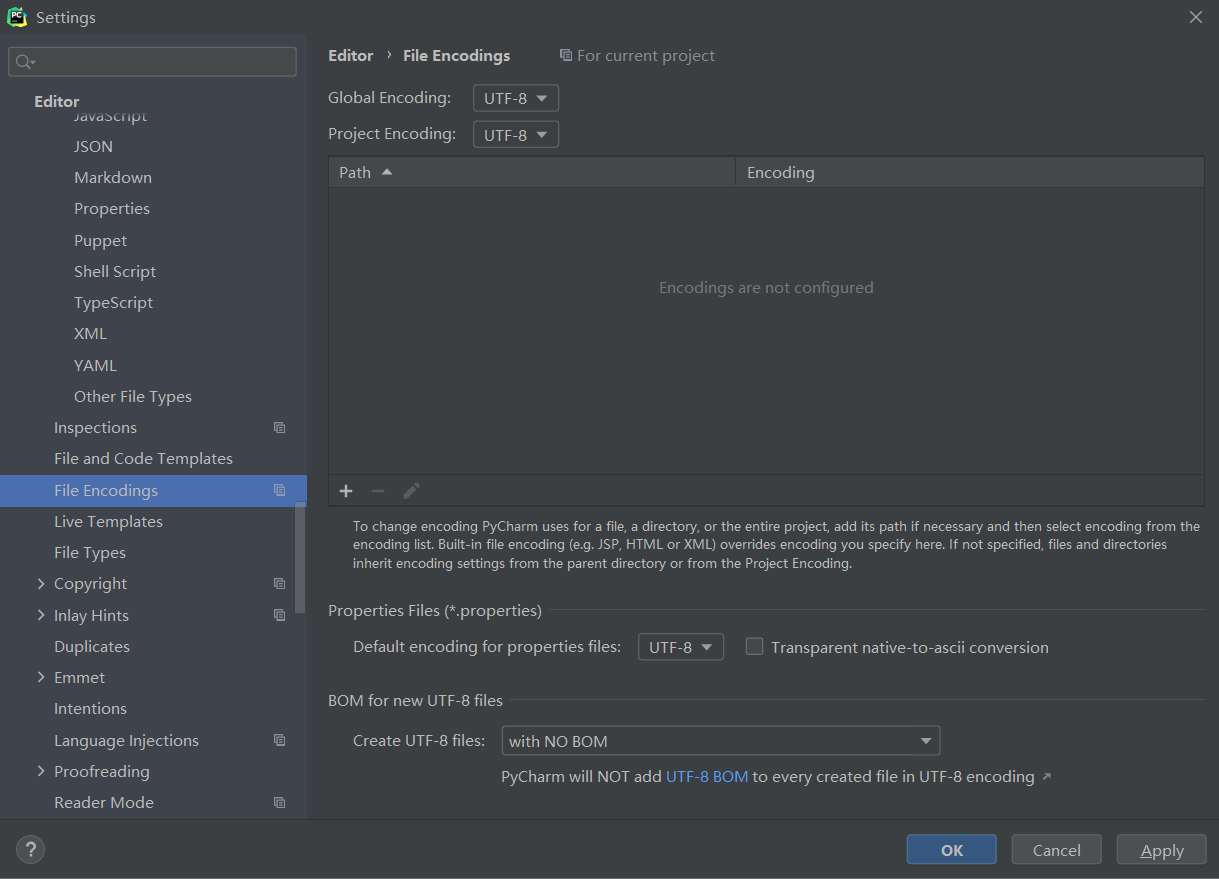 Settings
Editor
JavaScript
JSON
Markdown
Properties
Puppet
Shell Script
TypeScript
XML
YAML
Other File Types
Inspections
File and Code Templates
File Encodings
Live Templates
File Types
Copyright
Inlay Hints
Duplicates
Emmet
Intentions
Language Injections
Proofreading
Reader Mode
Editor › File Encodings For current project
Global Encoding: UTF-8
Project Encoding: UTF-8
Path Encoding
Encodings are not configured
To change encoding PyCharm uses for a file, a directory, or the entire project, add its path if necessary and then select encoding from the
encoding list. Built-in file encoding (e.g. JSP, HTML or XML) overrides encoding you specify here. If not specified, files and directories
inherit encoding settings from the parent directory or from the Project Encoding.
Properties Files (*.properties)
Default encoding for properties files: UTF-8 Transparent native-to-ascii conversion
BOM for new UTF-8 files
Create UTF-8 files: with NO BOM
PyCharm will NOT add UTF-8 BOM to every created file in UTF-8 encoding ↗
? OK Cancel Apply